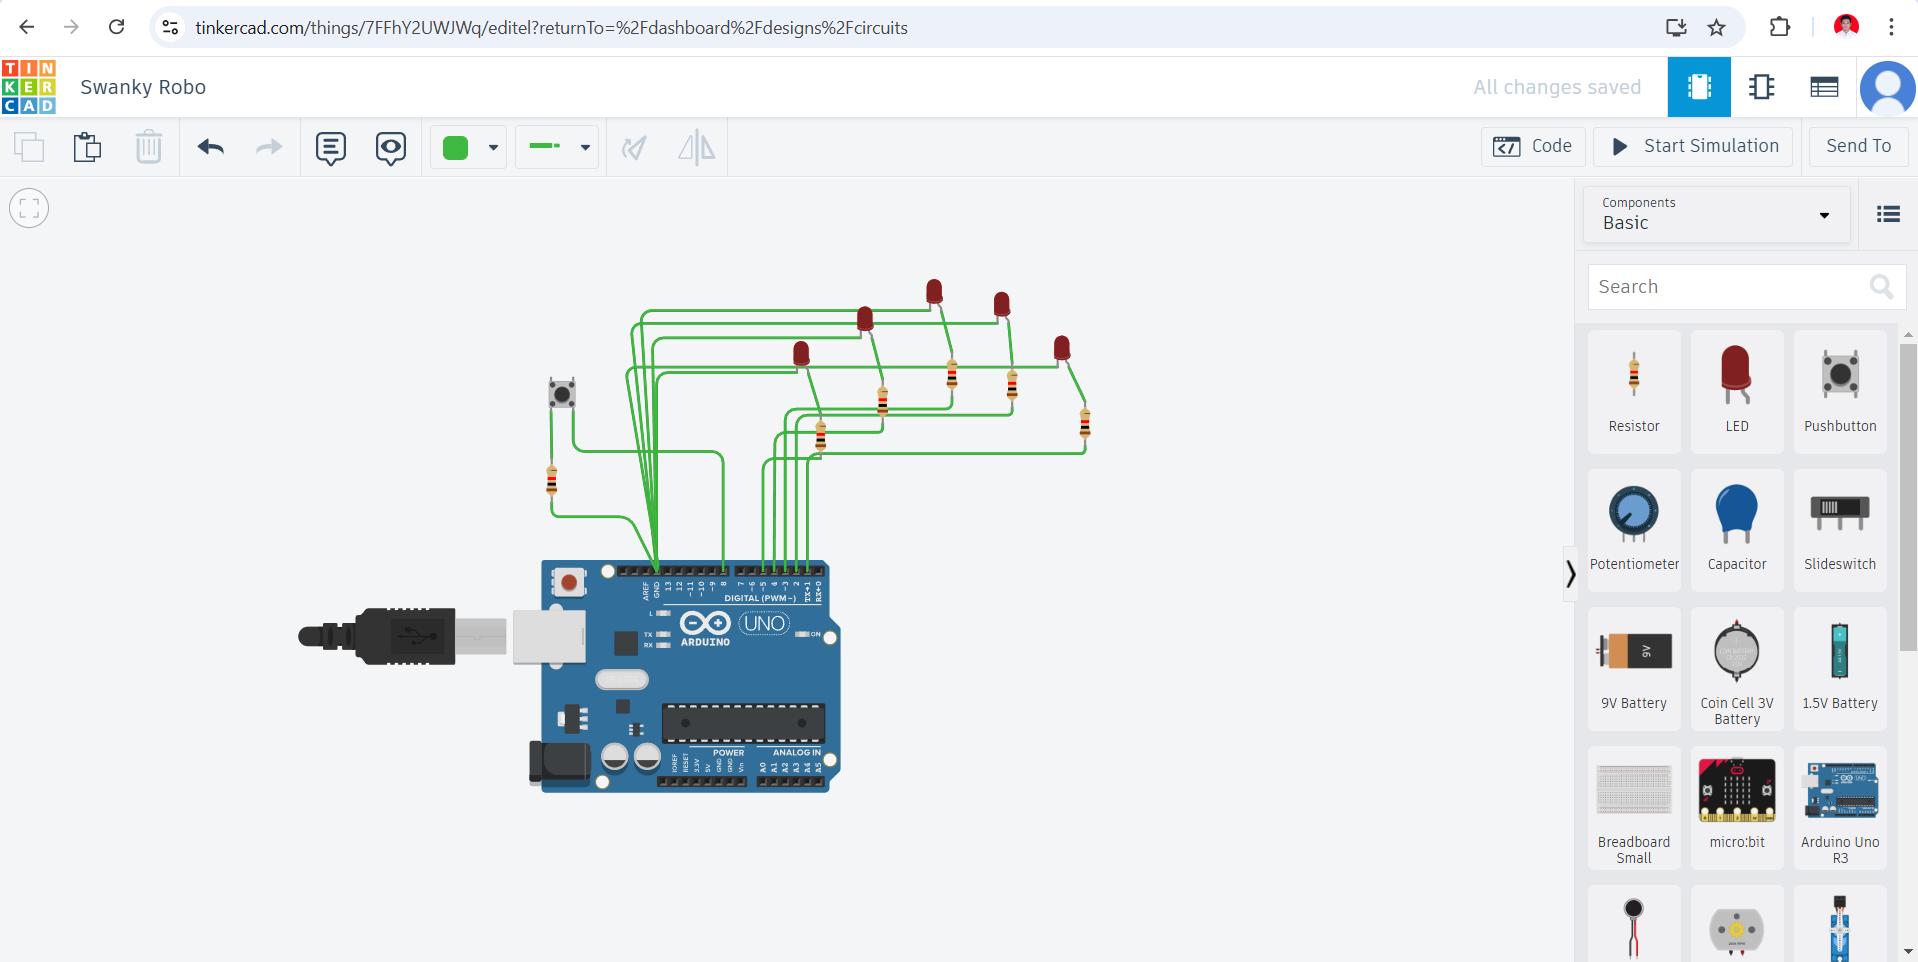 tinkercad.com/things/7FFhY2UWJWq/editel?returnTo=%2Fdashboard%2Fdesigns%2Fcircuits
TIN
KER
CAD
Swanky Robo
All changes saved
Code
Start Simulation
Send To
Components
Basic
Search
Resistor
LED
Pushbutton
Potentiometer
Capacitor
Slideswitch
9V
9V Battery
Coin Cell 3V
Battery
1.5V Battery
Breadboard
Small
micro:bit
Arduino Uno
R3
AREF
GND
13
12
~11
~10
~9
8
7
~6
~5
4
~3
2
TX→1
RX←0
DIGITAL (PWM~)
L
TX
RX
ARDUINO
UNO
ON
POWER
ANALOG IN
IOREF
RESET
3.3V
5V
GND
GND
Vin
A0
A1
A2
A3
A4
A5